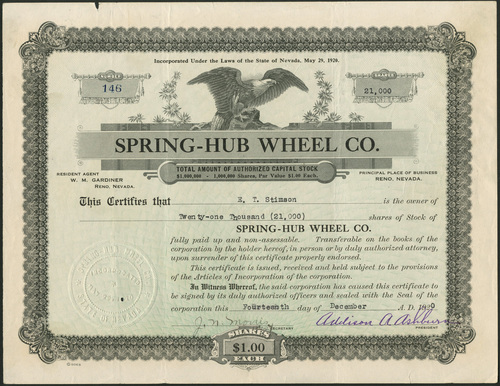 Incorporated Under the Laws of the State of Nevada, May 29, 1920.
NUMBER
146
SHARES
21,000
SPRING-HUB WHEEL CO.
TOTAL AMOUNT OF AUTHORIZED CAPITAL STOCK
$1,000,000 - 1,000,000 Shares, Par Value $1.00 Each.
RESIDENT AGENT
W. M. GARDINER
RENO, NEVADA.
PRINCIPAL PLACE OF BUSINESS
RENO, NEVADA.
This Certifies that E. T. Stimson is the owner of
Twenty-one Thousand (21,000) shares of Stock of
SPRING-HUB WHEEL CO.
fully paid up and non-assessable. Transferable on the books of the
corporation by the holder hereof, in person or by duly authorized attorney,
upon surrender of this certificate properly endorsed.
This certificate is issued, received and held subject to the provisions
of the Articles of Incorporation of the corporation.
In Witness Whereof, the said corporation has caused this certificate to
be signed by its duly authorized officers and sealed with the Seal of the
corporation this Fourteenth day of December A. D.
Addison A. Ashburn
SECRETARY
PRESIDENT
SHARES
$1.00
EACH